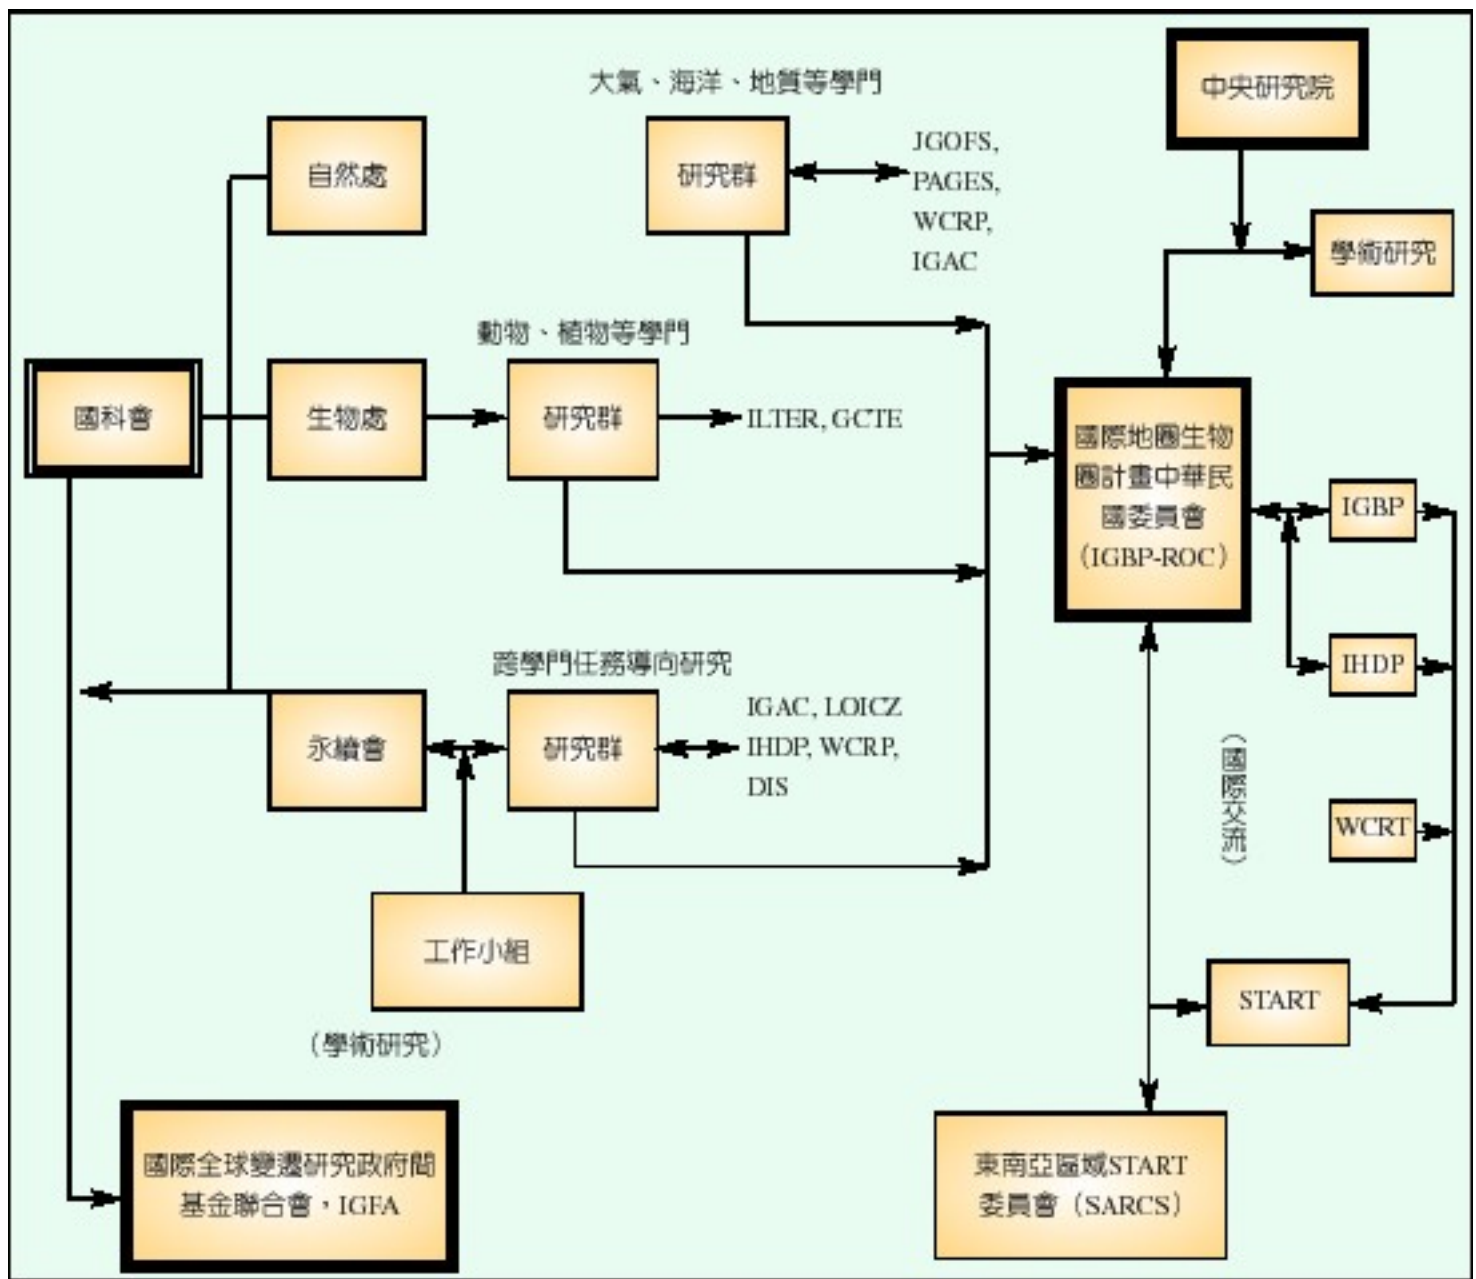 大氣、海洋、地質等學門
中央研究院
自然處
研究群
JGOFS,
PAGES,
WCRP,
IGAC
學術研究
動物、植物等學門
國科會
生物處
研究群
ILTER, GCTE
國際地圈生物
圈計畫中華民
國委員會
（IGBP-ROC）
IGBP
跨學門任務導向研究
IHDP
永續會
研究群
IGAC, LOICZ
IHDP, WCRP,
DIS
（國際交流）
WCRT
工作小組
START
（學術研究）
國際全球變遷研究政府間
基金聯合會，IGFA
東南亞區域START
委員會（SARCS）